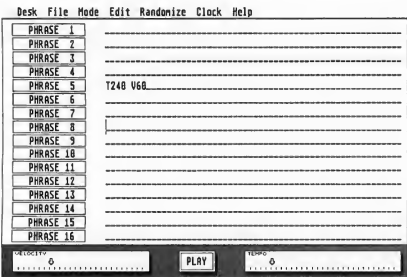 Desk File Mode Edit Randomize Clock Help
PHRASE 1
PHRASE 2
PHRASE 3
PHRASE 4
PHRASE 5 T240 V60
PHRASE 6
PHRASE 7
PHRASE 8
PHRASE 9
PHRASE 10
PHRASE 11
PHRASE 12
PHRASE 13
PHRASE 14
PHRASE 15
PHRASE 16
VELOCITY PLAY TEMPO